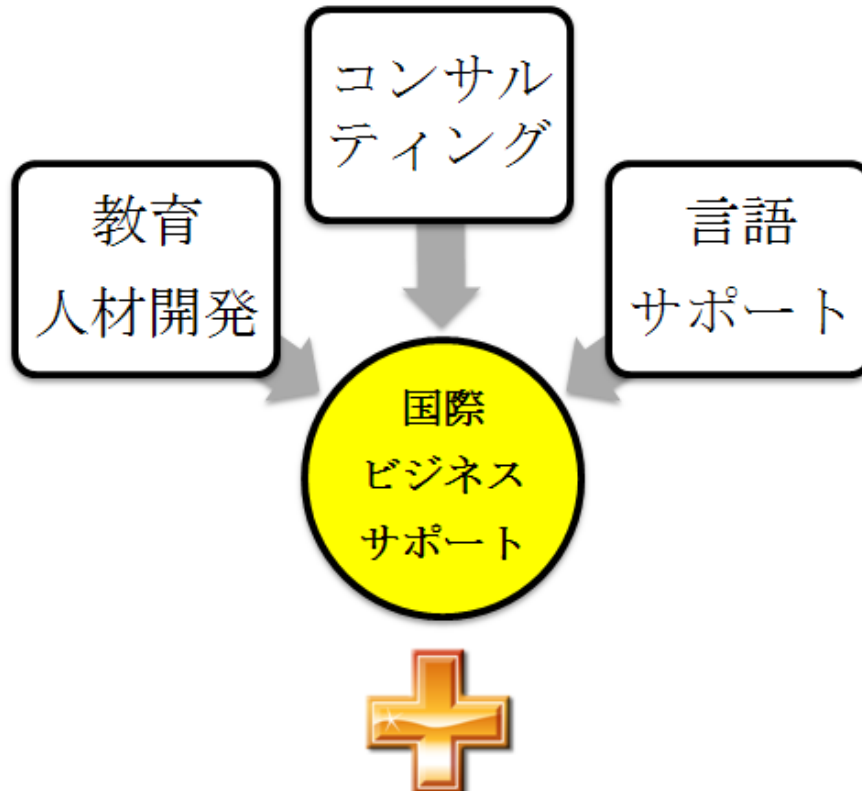 コンサル
ティング
教育
人材開発
言語
サポート
国際
ビジネス
サポート